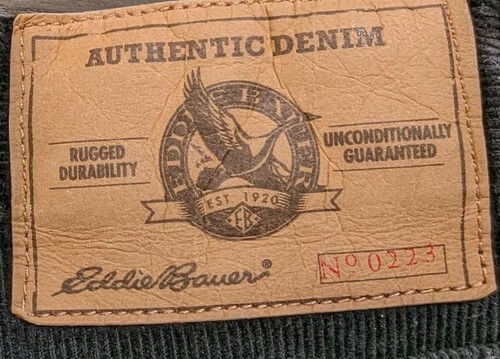 AUTHENTIC DENIM
EDDIE BAUER
RUGGED
DURABILITY
UNCONDITIONALLY
GUARANTEED
EST. 1920
EB
Eddie Bauer®
Nº 0223